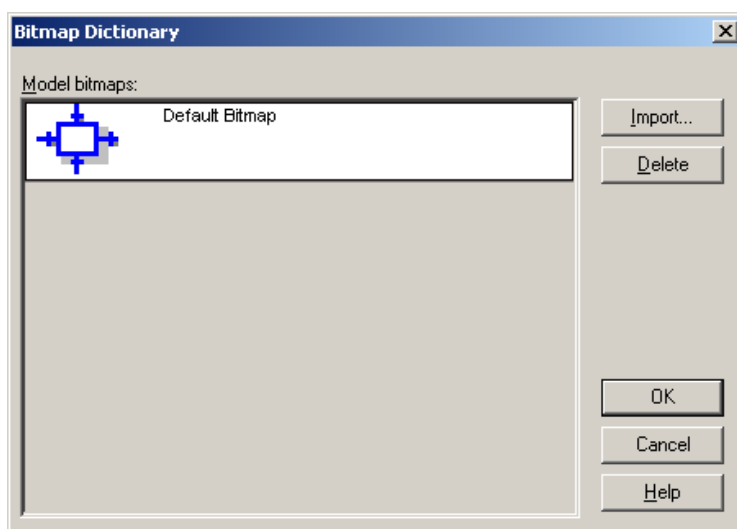 Bitmap Dictionary
Model bitmaps:
Default Bitmap
Import...
Delete
OK
Cancel
Help